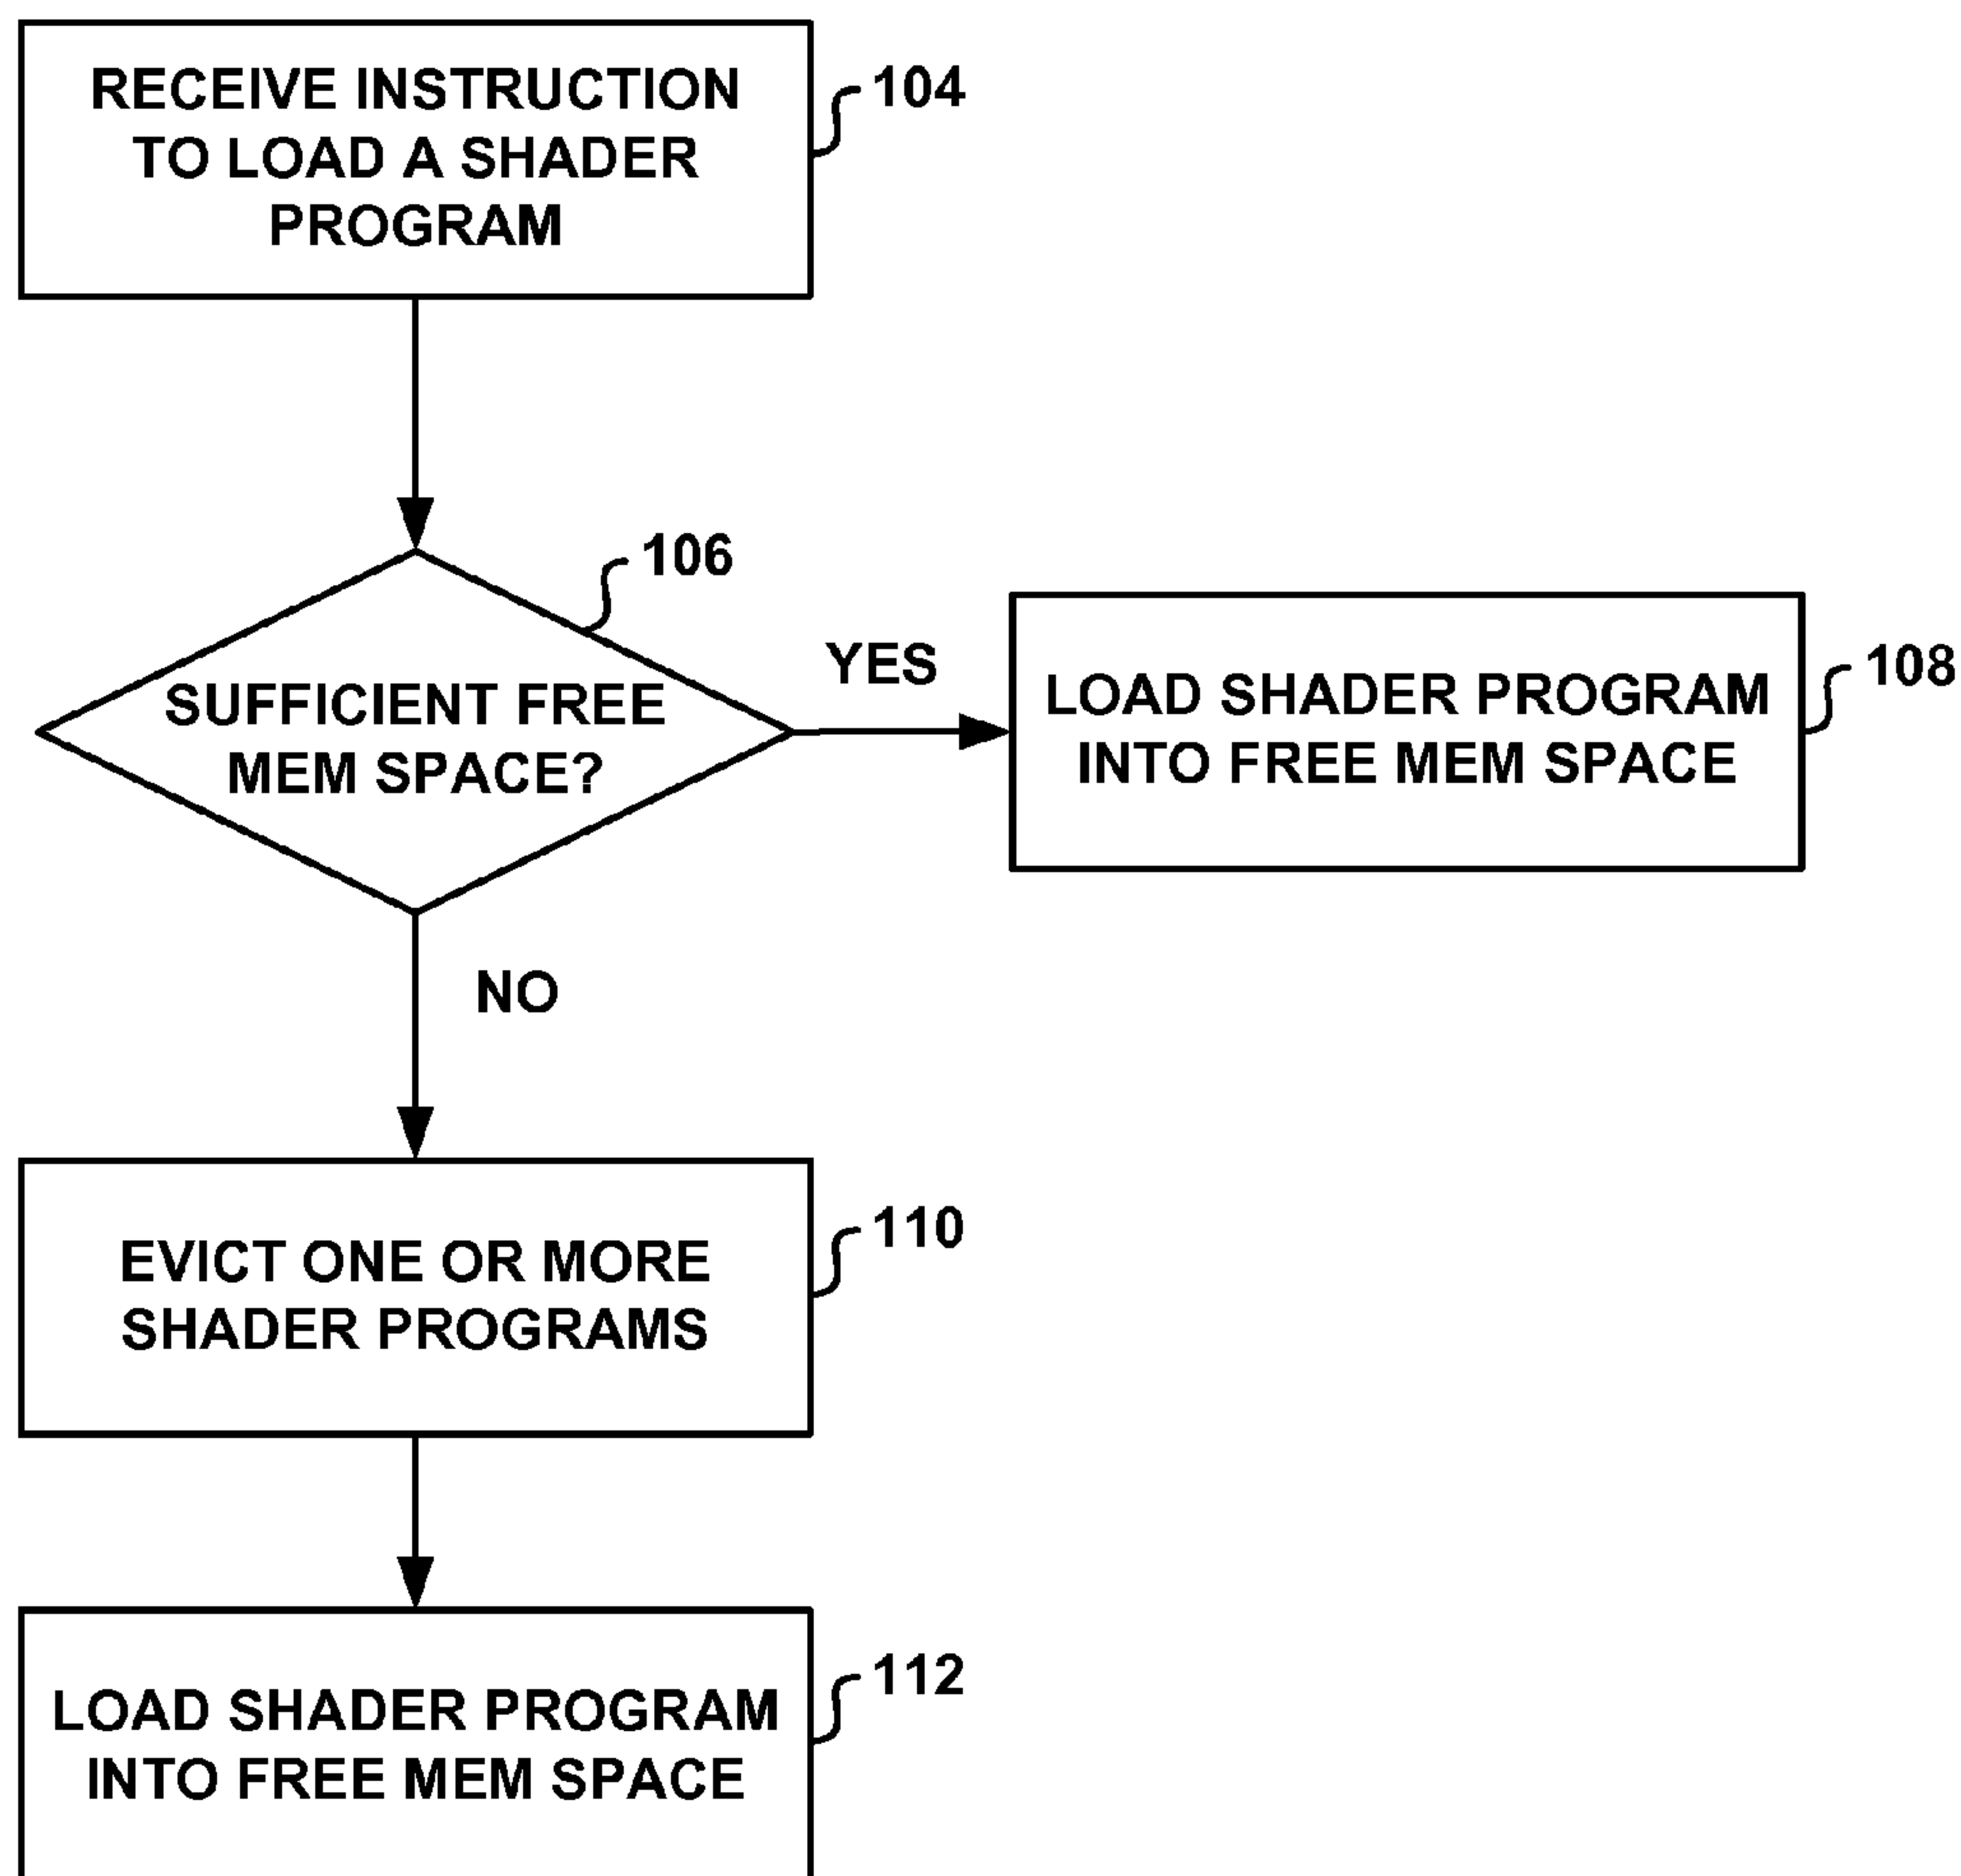 RECEIVE INSTRUCTION
TO LOAD A SHADER
PROGRAM
104
106
SUFFICIENT FREE
MEM SPACE?
YES
LOAD SHADER PROGRAM
INTO FREE MEM SPACE
108
NO
EVICT ONE OR MORE
SHADER PROGRAMS
110
LOAD SHADER PROGRAM
INTO FREE MEM SPACE
112